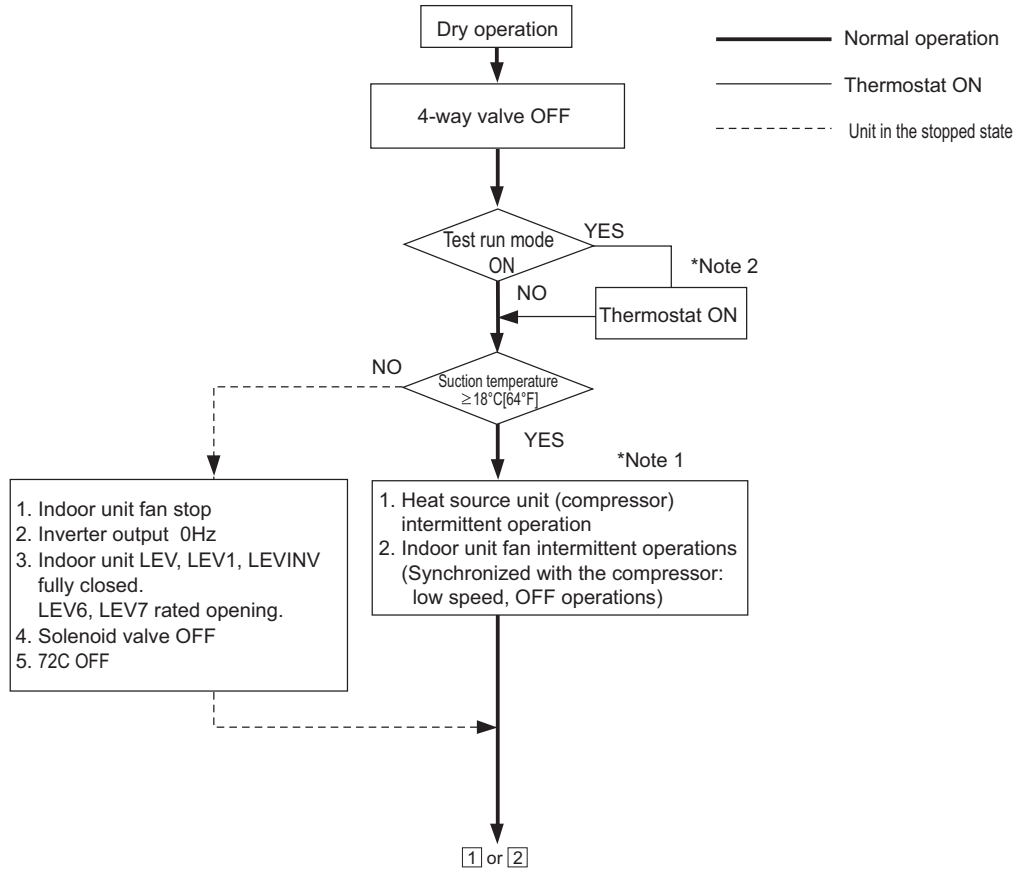 Dry operation
Normal operation
Thermostat ON
Unit in the stopped state
4-way valve OFF
Test run mode
ON
YES
*Note 2
NO
Thermostat ON
NO
Suction temperature
≥18°C[64°F]
YES
*Note 1
1. Indoor unit fan stop
2. Inverter output 0Hz
3. Indoor unit LEV, LEV1, LEVINV
fully closed.
LEV6, LEV7 rated opening.
4. Solenoid valve OFF
5. 72C OFF
1. Heat source unit (compressor)
intermittent operation
2. Indoor unit fan intermittent operations
(Synchronized with the compressor:
low speed, OFF operations)
1 or 2